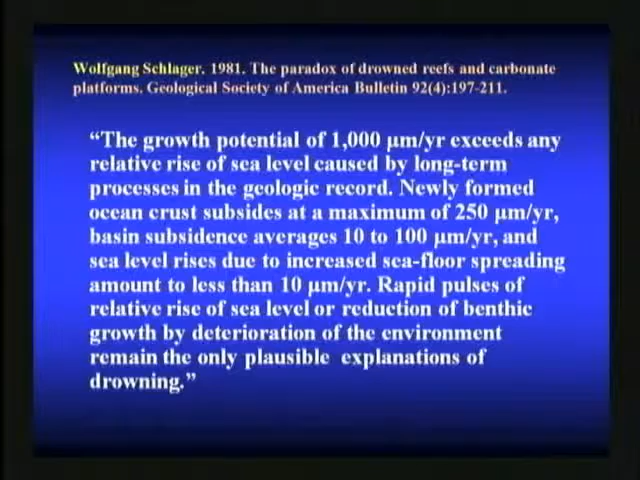 Wolfgang Schlager. 1981. The paradox of drowned reefs and carbonate
platforms. Geological Society of America Bulletin 92(4):197-211.
“The growth potential of 1,000 µm/yr exceeds any
relative rise of sea level caused by long-term
processes in the geologic record. Newly formed
ocean crust subsides at a maximum of 250 µm/yr,
basin subsidence averages 10 to 100 µm/yr, and
sea level rises due to increased sea-floor spreading
amount to less than 10 µm/yr. Rapid pulses of
relative rise of sea level or reduction of benthic
growth by deterioration of the environment
remain the only plausible explanations of
drowning.”